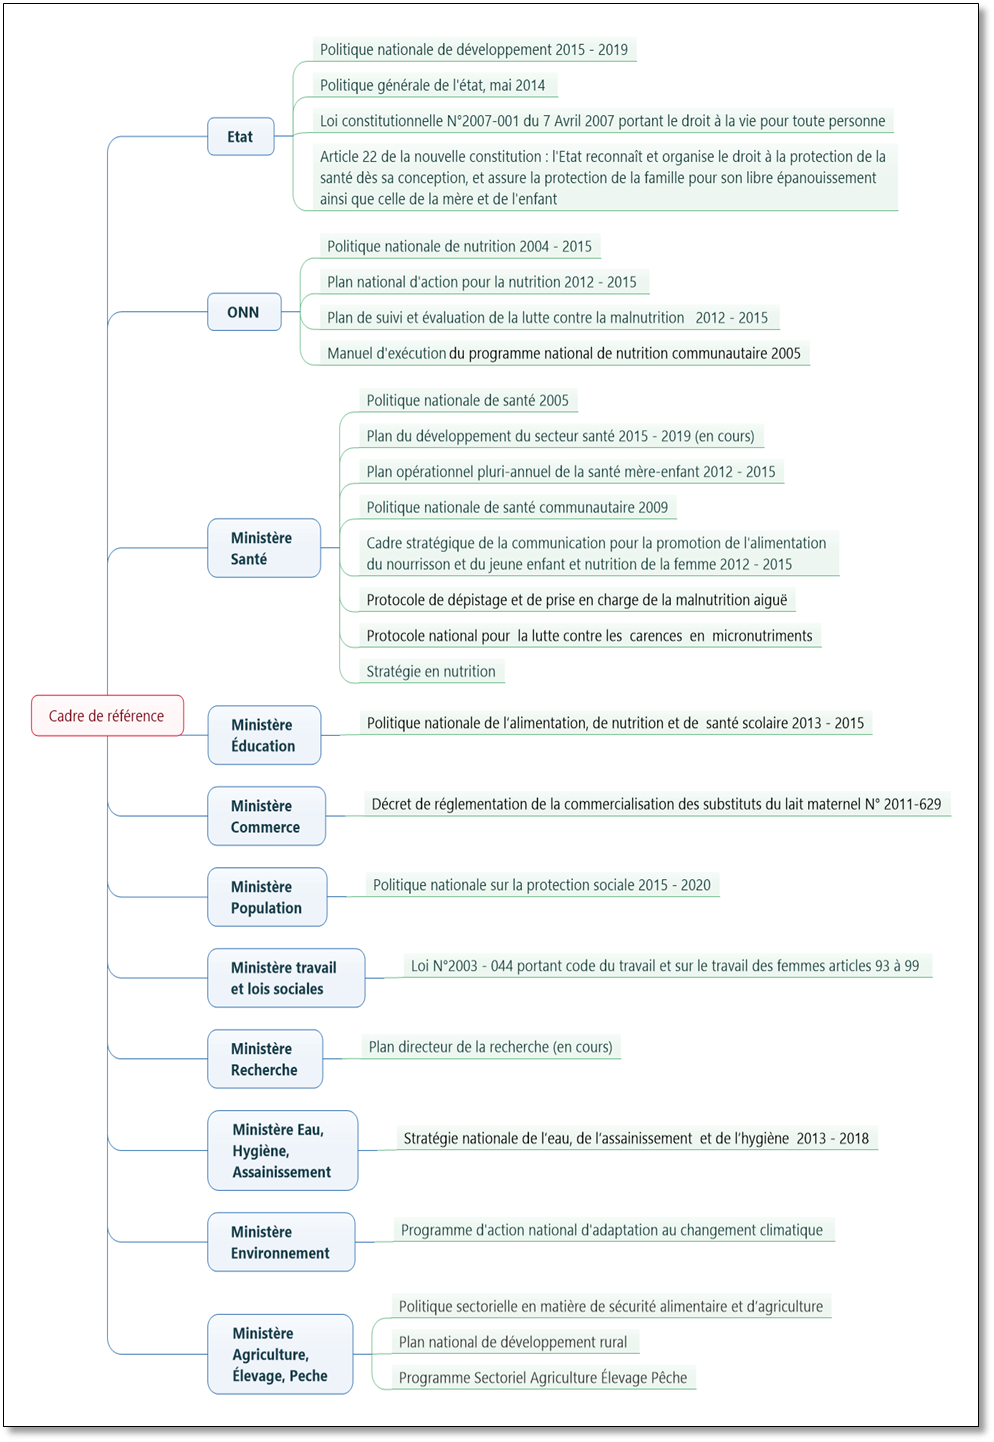 Politique nationale de développement 2015 - 2019
Politique générale de l'état, mai 2014
Etat
Loi constitutionnelle N°2007-001 du 7 Avril 2007 portant le droit à la vie pour toute personne
Article 22 de la nouvelle constitution : l'Etat reconnaît et organise le droit à la protection de la
santé dès sa conception, et assure la protection de la famille pour son libre épanouissement
ainsi que celle de la mère et de l'enfant
Politique nationale de nutrition 2004 - 2015
Plan national d'action pour la nutrition 2012 - 2015
ONN
Plan de suivi et évaluation de la lutte contre la malnutrition 2012 - 2015
Manuel d'exécution du programme national de nutrition communautaire 2005
Politique nationale de santé 2005
Plan du développement du secteur santé 2015 - 2019 (en cours)
Plan opérationnel pluri-annuel de la santé mère-enfant 2012 - 2015
Politique nationale de santé communautaire 2009
Ministère
Santé
Cadre stratégique de la communication pour la promotion de l'alimentation
du nourrisson et du jeune enfant et nutrition de la femme 2012 - 2015
Protocole de dépistage et de prise en charge de la malnutrition aiguë
Protocole national pour la lutte contre les carences en micronutriments
Stratégie en nutrition
Cadre de référence
Ministère
Éducation
Politique nationale de l’alimentation, de nutrition et de santé scolaire 2013 - 2015
Ministère
Commerce
Décret de réglementation de la commercialisation des substituts du lait maternel N° 2011-629
Ministère
Population
Politique nationale sur la protection sociale 2015 - 2020
Ministère travail
et lois sociales
Loi N°2003 - 044 portant code du travail et sur le travail des femmes articles 93 à 99
Ministère
Recherche
Plan directeur de la recherche (en cours)
Ministère Eau,
Hygiène,
Assainissement
Stratégie nationale de l’eau, de l’assainissement et de l’hygiène 2013 - 2018
Ministère
Environnement
Programme d'action national d'adaptation au changement climatique
Ministère
Agriculture,
Élevage, Peche
Politique sectorielle en matière de sécurité alimentaire et d’agriculture
Plan national de développement rural
Programme Sectoriel Agriculture Élevage Pêche